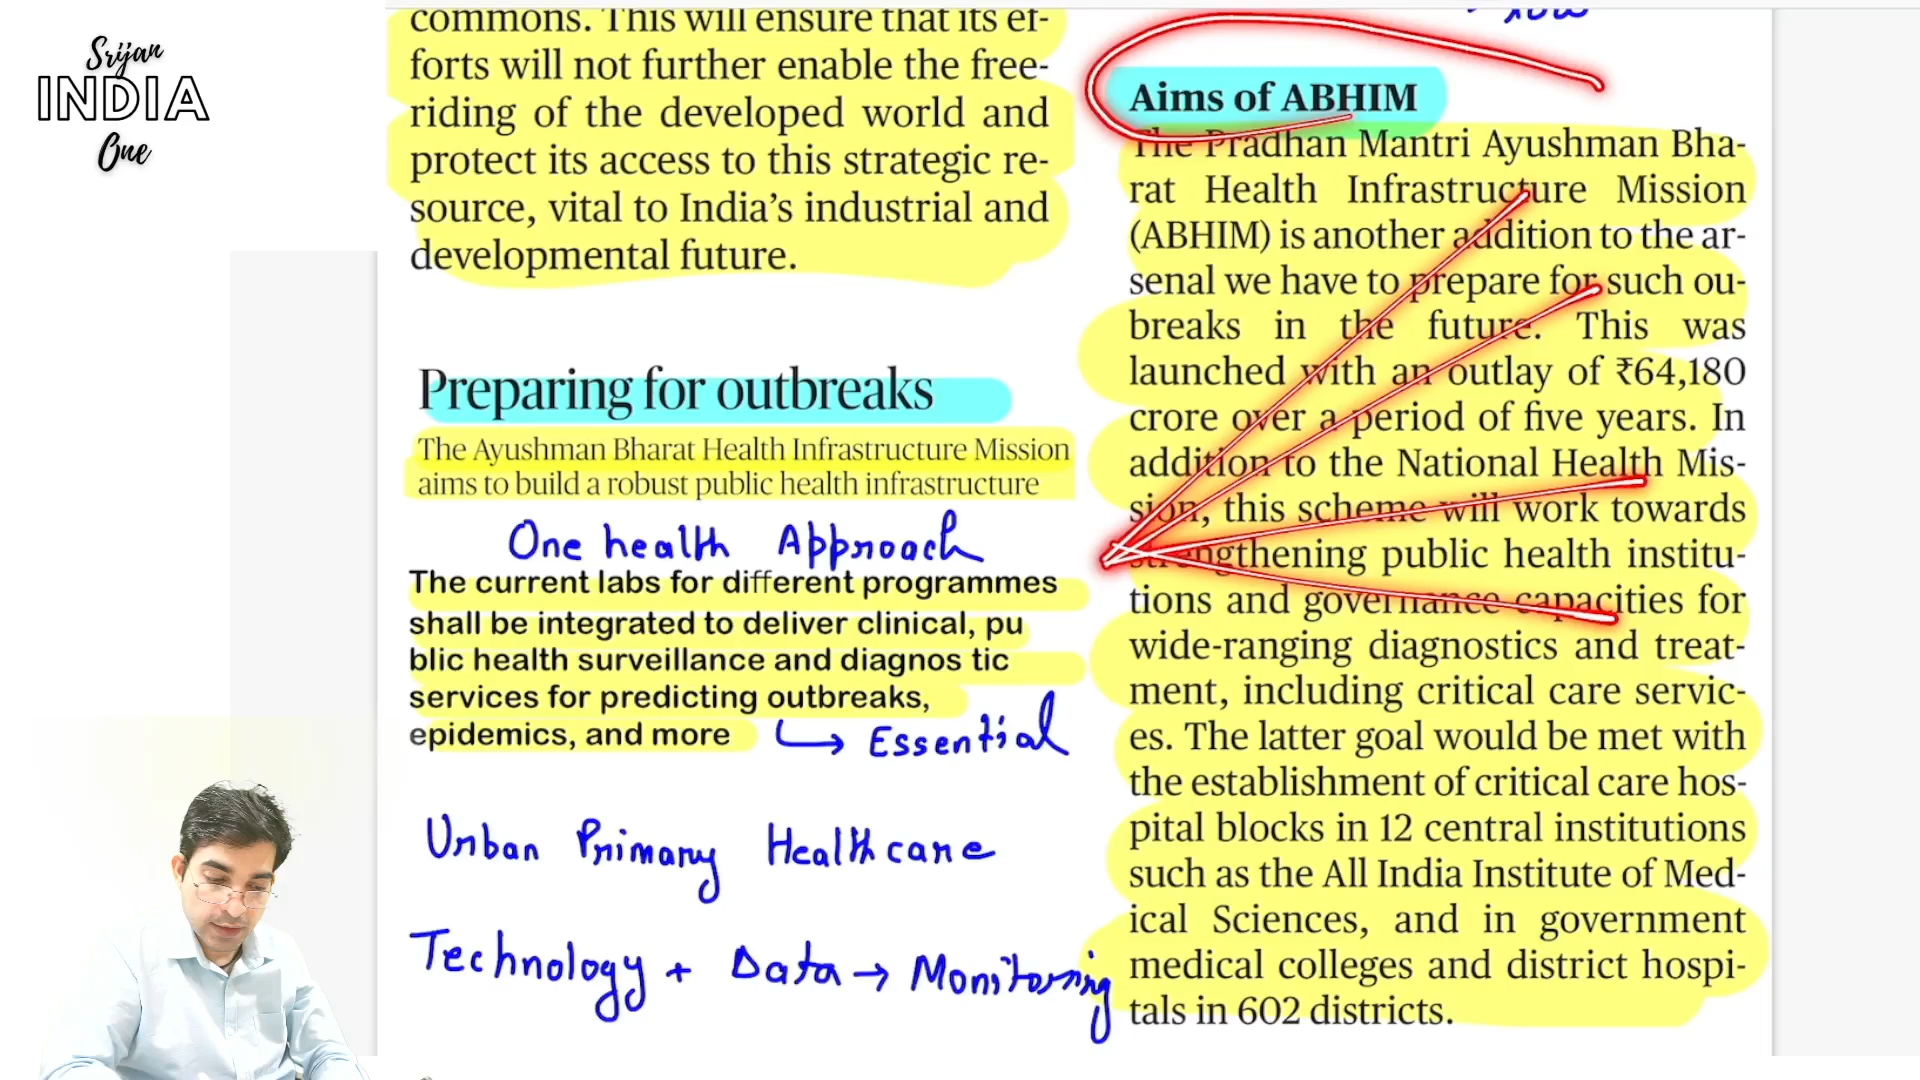 Srijan
INDIA
One
commons. This will ensure that its ef-
forts will not further enable the free-
riding of the developed world and
protect its access to this strategic re-
source, vital to India's industrial and
developmental future.
Preparing for outbreaks
The Ayushman Bharat Health Infrastructure Mission
aims to build a robust public health infrastructure
One health Approach
The current labs for different programmes
shall be integrated to deliver clinical, pu
blic health surveillance and diagnos tic
services for predicting outbreaks,
epidemics, and more
→ Essential
Urban Primary Healthcare
Technology + Data → Monitoring
Aims of ABHIM
The Pradhan Mantri Ayushman Bha-
rat Health Infrastructure Mission
(ABHIM) is another addition to the ar-
senal we have to prepare for such ou-
breaks in the future. This was
launched with an outlay of ₹64,180
crore over a period of five years. In
addition to the National Health Mis-
sion, this scheme will work towards
strengthening public health institu-
tions and governance capacities for
wide-ranging diagnostics and treat-
ment, including critical care servic-
es. The latter goal would be met with
the establishment of critical care hos-
pital blocks in 12 central institutions
such as the All India Institute of Med-
ical Sciences, and in government
medical colleges and district hospi-
tals in 602 districts.